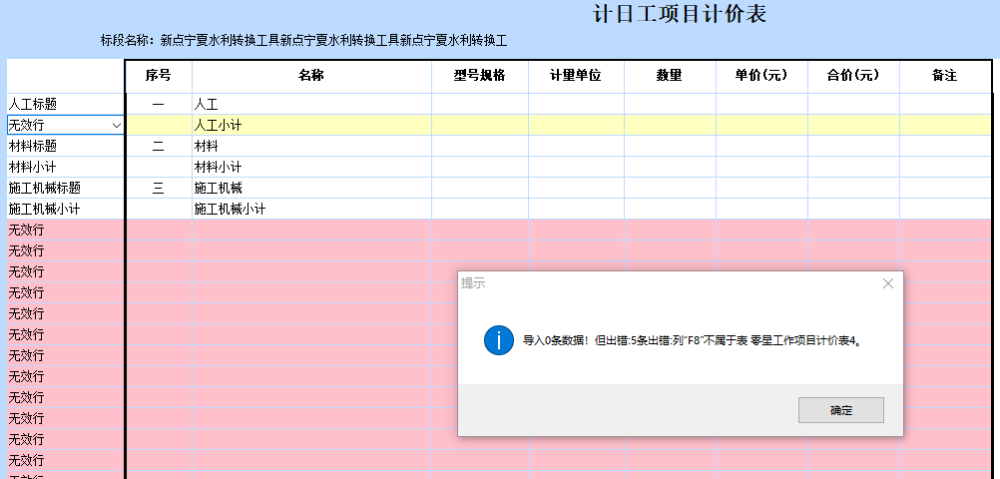 计日工项目计价表
标段名称：新点宁夏水利转换工具新点宁夏水利转换工具新点宁夏水利转换工
序号 名称 型号规格 计量单位 数量 单价(元) 合价(元) 备注
人工标题 一 人工
无效行 人工小计
材料标题 二 材料
材料小计 材料小计
施工机械标题 三 施工机械
施工机械小计 施工机械小计
无效行
无效行
无效行
提示
无效行
无效行
无效行
导入0条数据！但出错:5条出错:列"F8"不属于表 零星工作项目计价表4。
无效行
无效行
无效行
无效行
确定
无效行
无效行
无效行